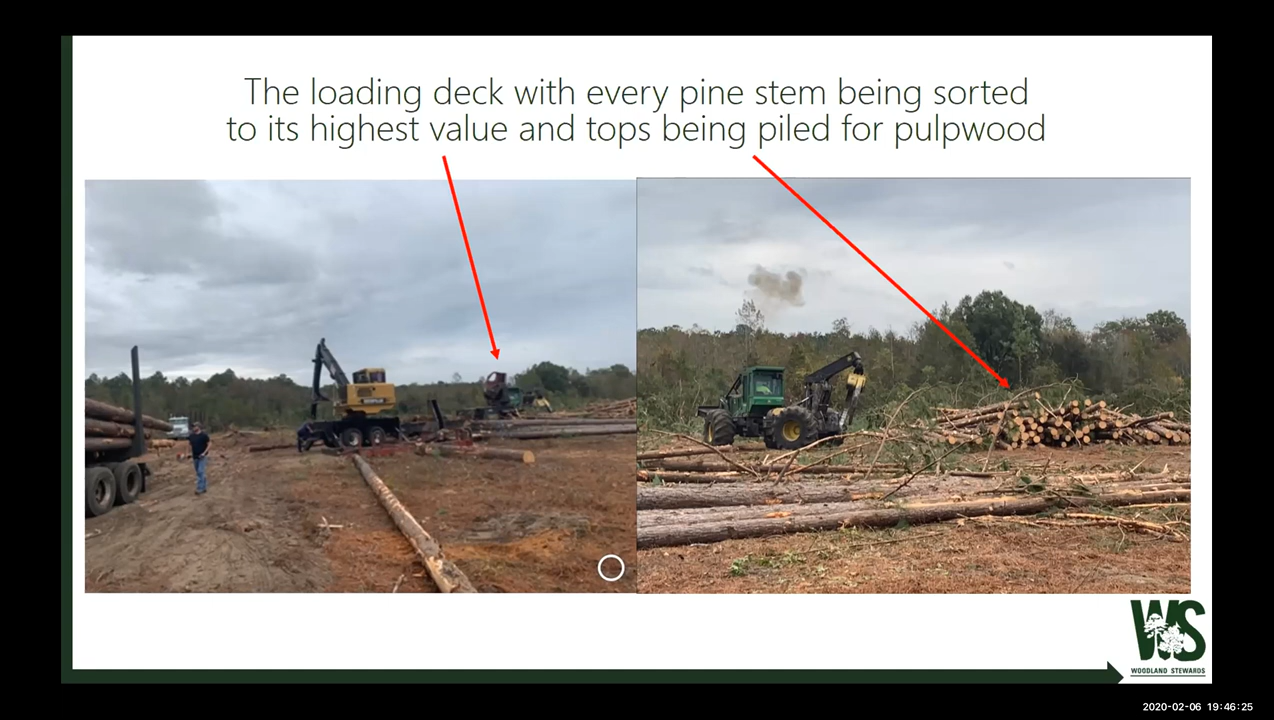 The loading deck with every pine stem being sorted
to its highest value and tops being piled for pulpwood
WS
WOODLAND STEWARDS
2020-02-06 19:46:25